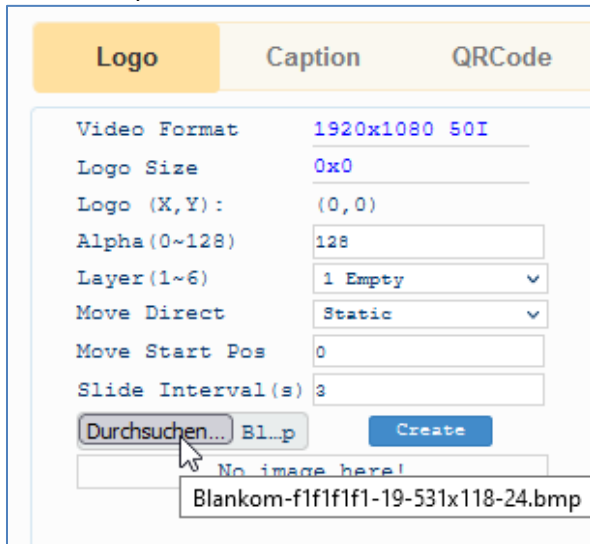 Logo Caption QRCode
Video Format 1920x1080 50I
Logo Size 0x0
Logo (X,Y): (0,0)
Alpha(0~128) 128
Layer(1~6) 1 Empty
Move Direct Static
Move Start Pos 0
Slide Interval(s) 3
Durchsuchen... Bl…p Create
No image here!
Blankom-f1f1f1f1-19-531x118-24.bmp